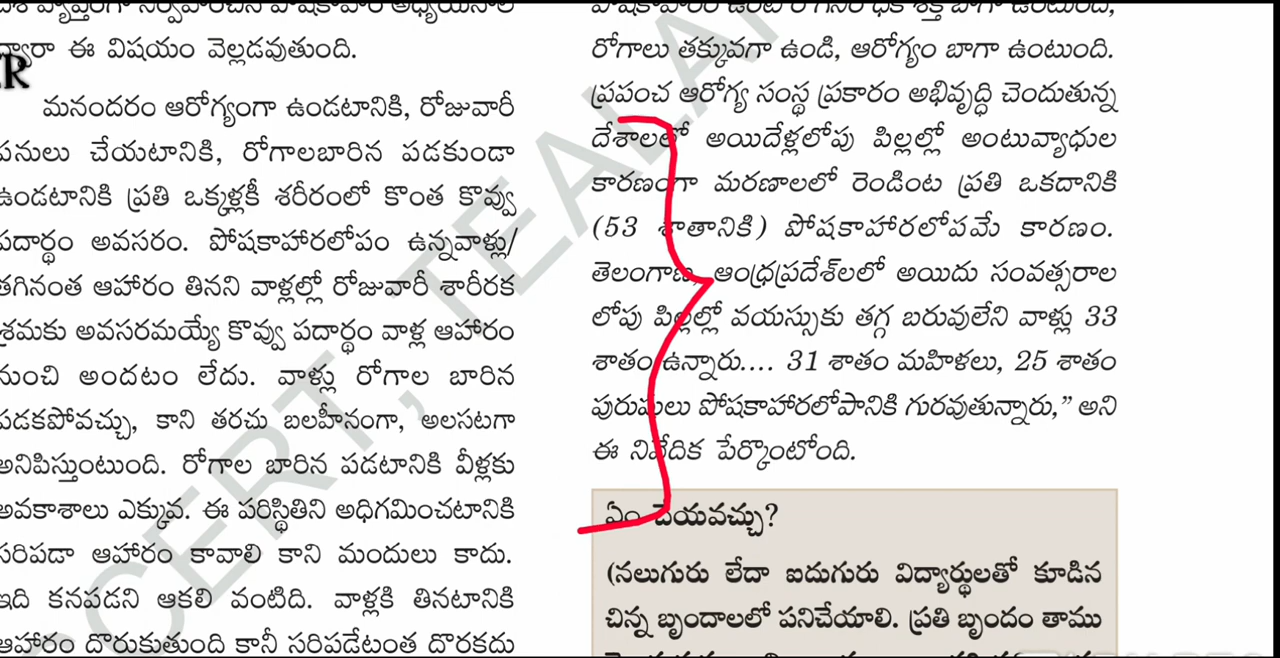 ద్వారా ఈ విషయం వెల్లడవుతుంది.
మనందరం ఆరోగ్యంగా ఉండటానికి, రోజువారీ
పనులు చేయటానికి, రోగాలబారిన పడకుండా
ఉండటానికి ప్రతి ఒక్కళ్లకీ శరీరంలో కొంత కొవ్వు
పదార్థం అవసరం. పోషకాహారలోపం ఉన్నవాళ్లు/
తగినంత ఆహారం తినని వాళ్లల్లో రోజువారీ శారీరక
శ్రమకు అవసరమయ్యే కొవ్వు పదార్థం వాళ్ల ఆహారం
నుంచి అందటం లేదు. వాళ్లు రోగాల బారిన
పడకపోవచ్చు, కాని తరచు బలహీనంగా, అలసటగా
అనిపిస్తుంటుంది. రోగాల బారిన పడటానికి వీళ్లకు
అవకాశాలు ఎక్కువ. ఈ పరిస్థితిని అధిగమించటానికి
సరిపడా ఆహారం కావాలి కాని మందులు కాదు.
ఇది కనపడని ఆకలి వంటిది. వాళ్లకి తినటానికి
ఆహారం దొరుకుతుంది కానీ సరిపడేటంత దొరకదు
రోగాలు తక్కువగా ఉండి, ఆరోగ్యం బాగా ఉంటుంది.
ప్రపంచ ఆరోగ్య సంస్థ ప్రకారం అభివృద్ధి చెందుతున్న
దేశాలలో అయిదేళ్లలోపు పిల్లల్లో అంటువ్యాధుల
కారణంగా మరణాలలో రెండింట ప్రతి ఒకదానికి
(53 శాతానికి) పోషకాహారలోపమే కారణం.
తెలంగాణ, ఆంధ్రప్రదేశ్‌లలో అయిదు సంవత్సరాల
లోపు పిల్లల్లో వయస్సుకు తగ్గ బరువులేని వాళ్లు 33
శాతం ఉన్నారు.... 31 శాతం మహిళలు, 25 శాతం
పురుషులు పోషకాహారలోపానికి గురవుతున్నారు,” అని
ఈ నివేదిక పేర్కొంటోంది.
ఏం చేయవచ్చు?
(నలుగురు లేదా ఐదుగురు విద్యార్థులతో కూడిన
చిన్న బృందాలలో పనిచేయాలి. ప్రతి బృందం తాము